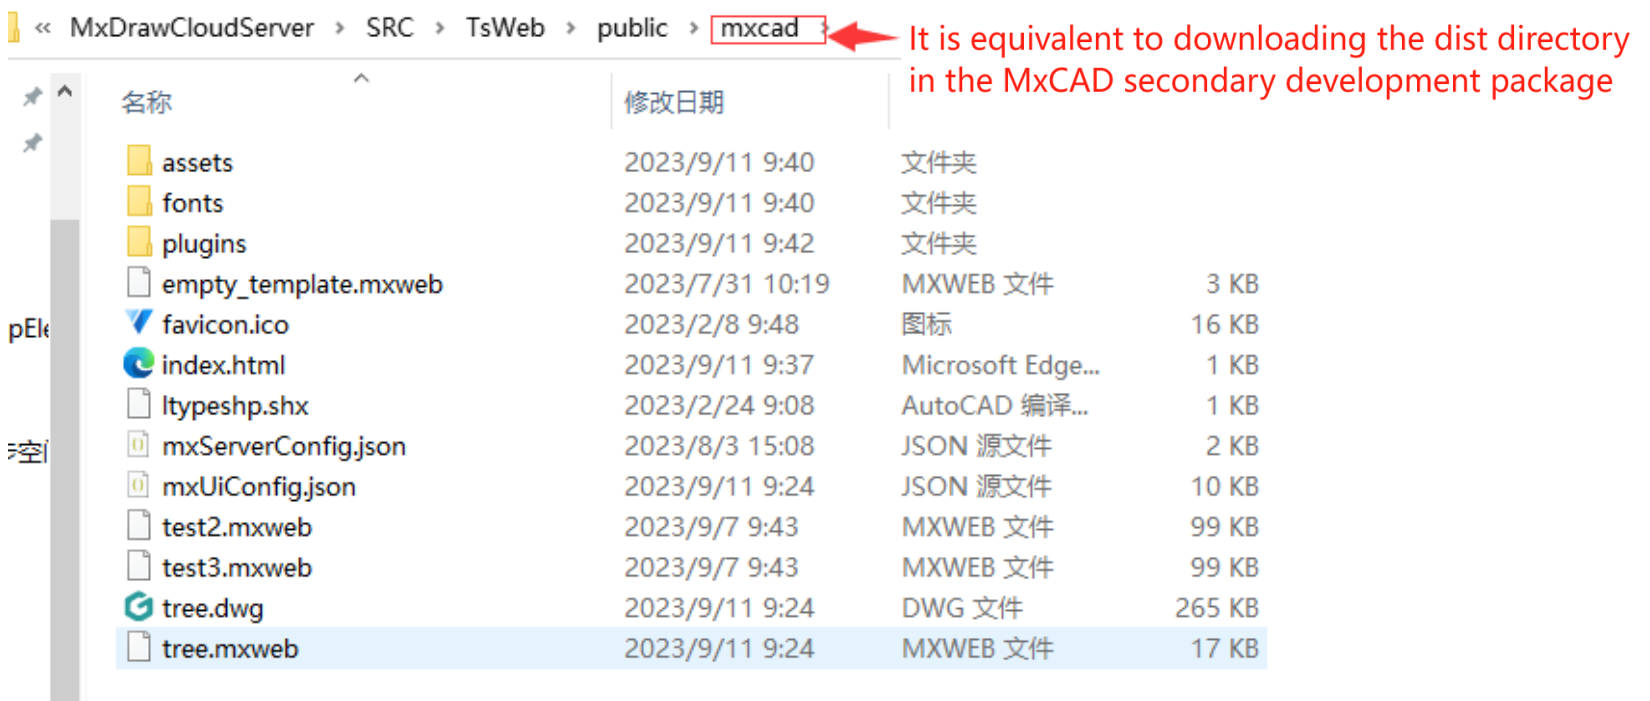 « MxDrawCloudServer › SRC › TsWeb › public › mxcad ›
It is equivalent to downloading the dist directory
in the MxCAD secondary development package
名称 修改日期
assets 2023/9/11 9:40 文件夹
fonts 2023/9/11 9:40 文件夹
plugins 2023/9/11 9:42 文件夹
empty_template.mxweb 2023/7/31 10:19 MXWEB 文件 3 KB
favicon.ico 2023/2/8 9:48 图标 16 KB
pEle
index.html 2023/9/11 9:37 Microsoft Edge... 1 KB
ltypeshp.shx 2023/2/24 9:08 AutoCAD 编译... 1 KB
mxServerConfig.json 2023/8/3 15:08 JSON 源文件 2 KB
mxUiConfig.json 2023/9/11 9:24 JSON 源文件 10 KB
test2.mxweb 2023/9/7 9:43 MXWEB 文件 99 KB
test3.mxweb 2023/9/7 9:43 MXWEB 文件 99 KB
tree.dwg 2023/9/11 9:24 DWG 文件 265 KB
tree.mxweb 2023/9/11 9:24 MXWEB 文件 17 KB